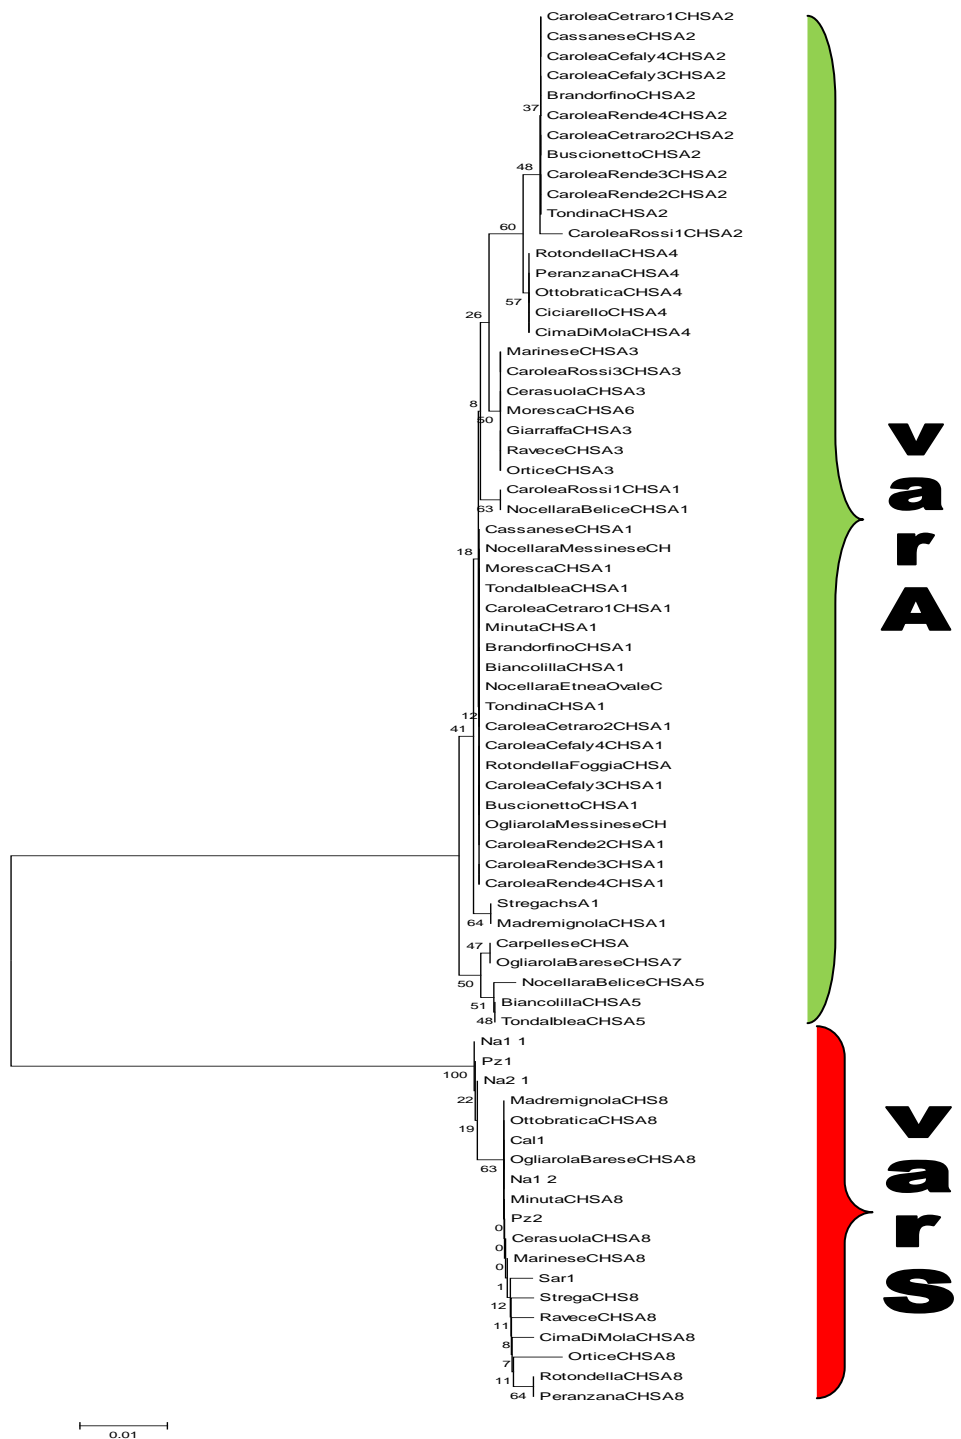 CaroleaCetraro1CHSA2
CassaneseCHSA2
CaroleaCefaly4CHSA2
CaroleaCefaly3CHSA2
BrandorfinoCHSA2
37
CaroleaRende4CHSA2
CaroleaCetraro2CHSA2
BuscionettoCHSA2
48
CaroleaRende3CHSA2
CaroleaRende2CHSA2
TondinaCHSA2
60
CaroleaRossi1CHSA2
RotondellaCHSA4
PeranzanaCHSA4
OttobraticaCHSA4
57
CiciarelloCHSA4
26
CimaDiMolaCHSA4
MarineseCHSA3
CaroleaRossi3CHSA3
CerasuolaCHSA3
8
MorescaCHSA6
50
GiarraffaCHSA3
RaveceCHSA3
OrticeCHSA3
CaroleaRossi1CHSA1
63
NocellaraBeliceCHSA1
CassaneseCHSA1
18
NocellaraMessineseCH
MorescaCHSA1
TondaIbleaCHSA1
CaroleaCetraro1CHSA1
MinutaCHSA1
BrandorfinoCHSA1
BiancolillaCHSA1
NocellaraEtneaOvaleC
TondinaCHSA1
12
41
CaroleaCetraro2CHSA1
CaroleaCefaly4CHSA1
RotondellaFoggiaCHSA
CaroleaCefaly3CHSA1
BuscionettoCHSA1
OgliarolaMessineseCH
CaroleaRende2CHSA1
CaroleaRende3CHSA1
CaroleaRende4CHSA1
StregachsA1
64
MadremignolaCHSA1
47
CarpelleseCHSA
OgliarolaBareseCHSA7
50
NocellaraBeliceCHSA5
51
BiancolillaCHSA5
48
TondaIbleaCHSA5
varA
Na1 1
Pz1
100
Na2 1
22
MadremignolaCHS8
OttobraticaCHSA8
19
Cal1
OgliarolaBareseCHSA8
63
Na1 2
MinutaCHSA8
Pz2
0
CerasuolaCHSA8
0
MarineseCHSA8
0
Sar1
1
StregaCHS8
12
RaveceCHSA8
11
CimaDiMolaCHSA8
8
OrticeCHSA8
7
RotondellaCHSA8
11
64
PeranzanaCHSA8
varS
0.01